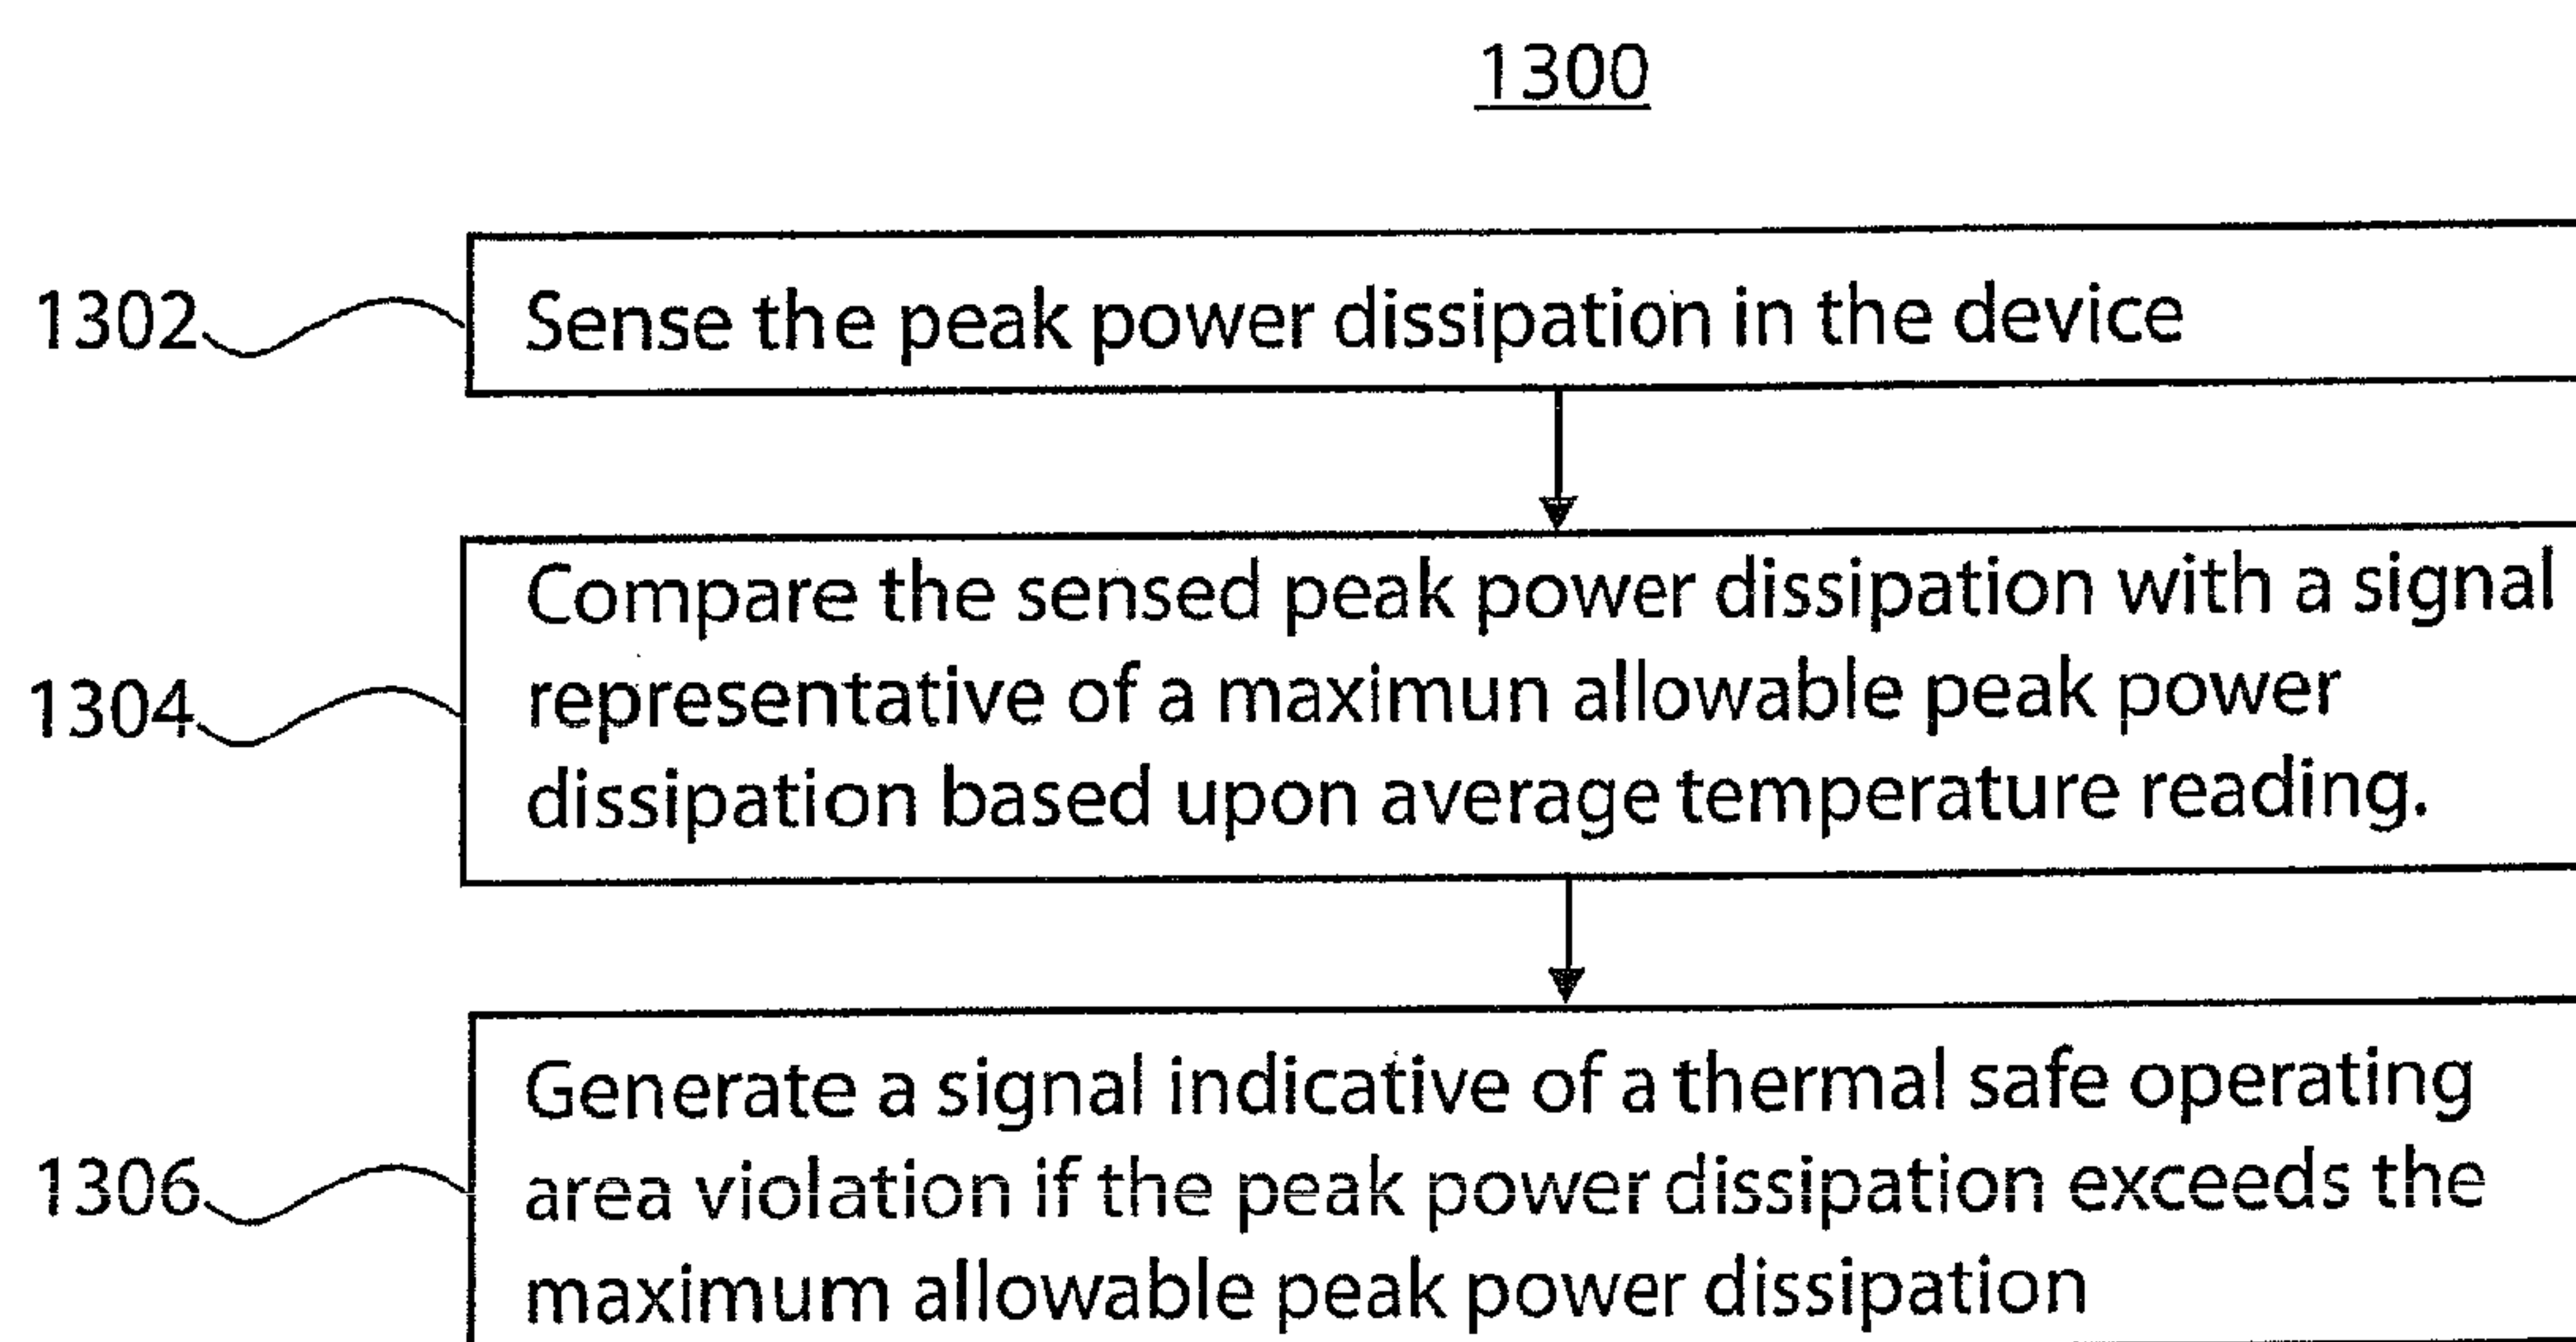 1300
1302
Sense the peak power dissipation in the device
1304
Compare the sensed peak power dissipation with a signal
representative of a maximun allowable peak power
dissipation based upon average temperature reading.
1306
Generate a signal indicative of a thermal safe operating
area violation if the peak power dissipation exceeds the
maximum allowable peak power dissipation